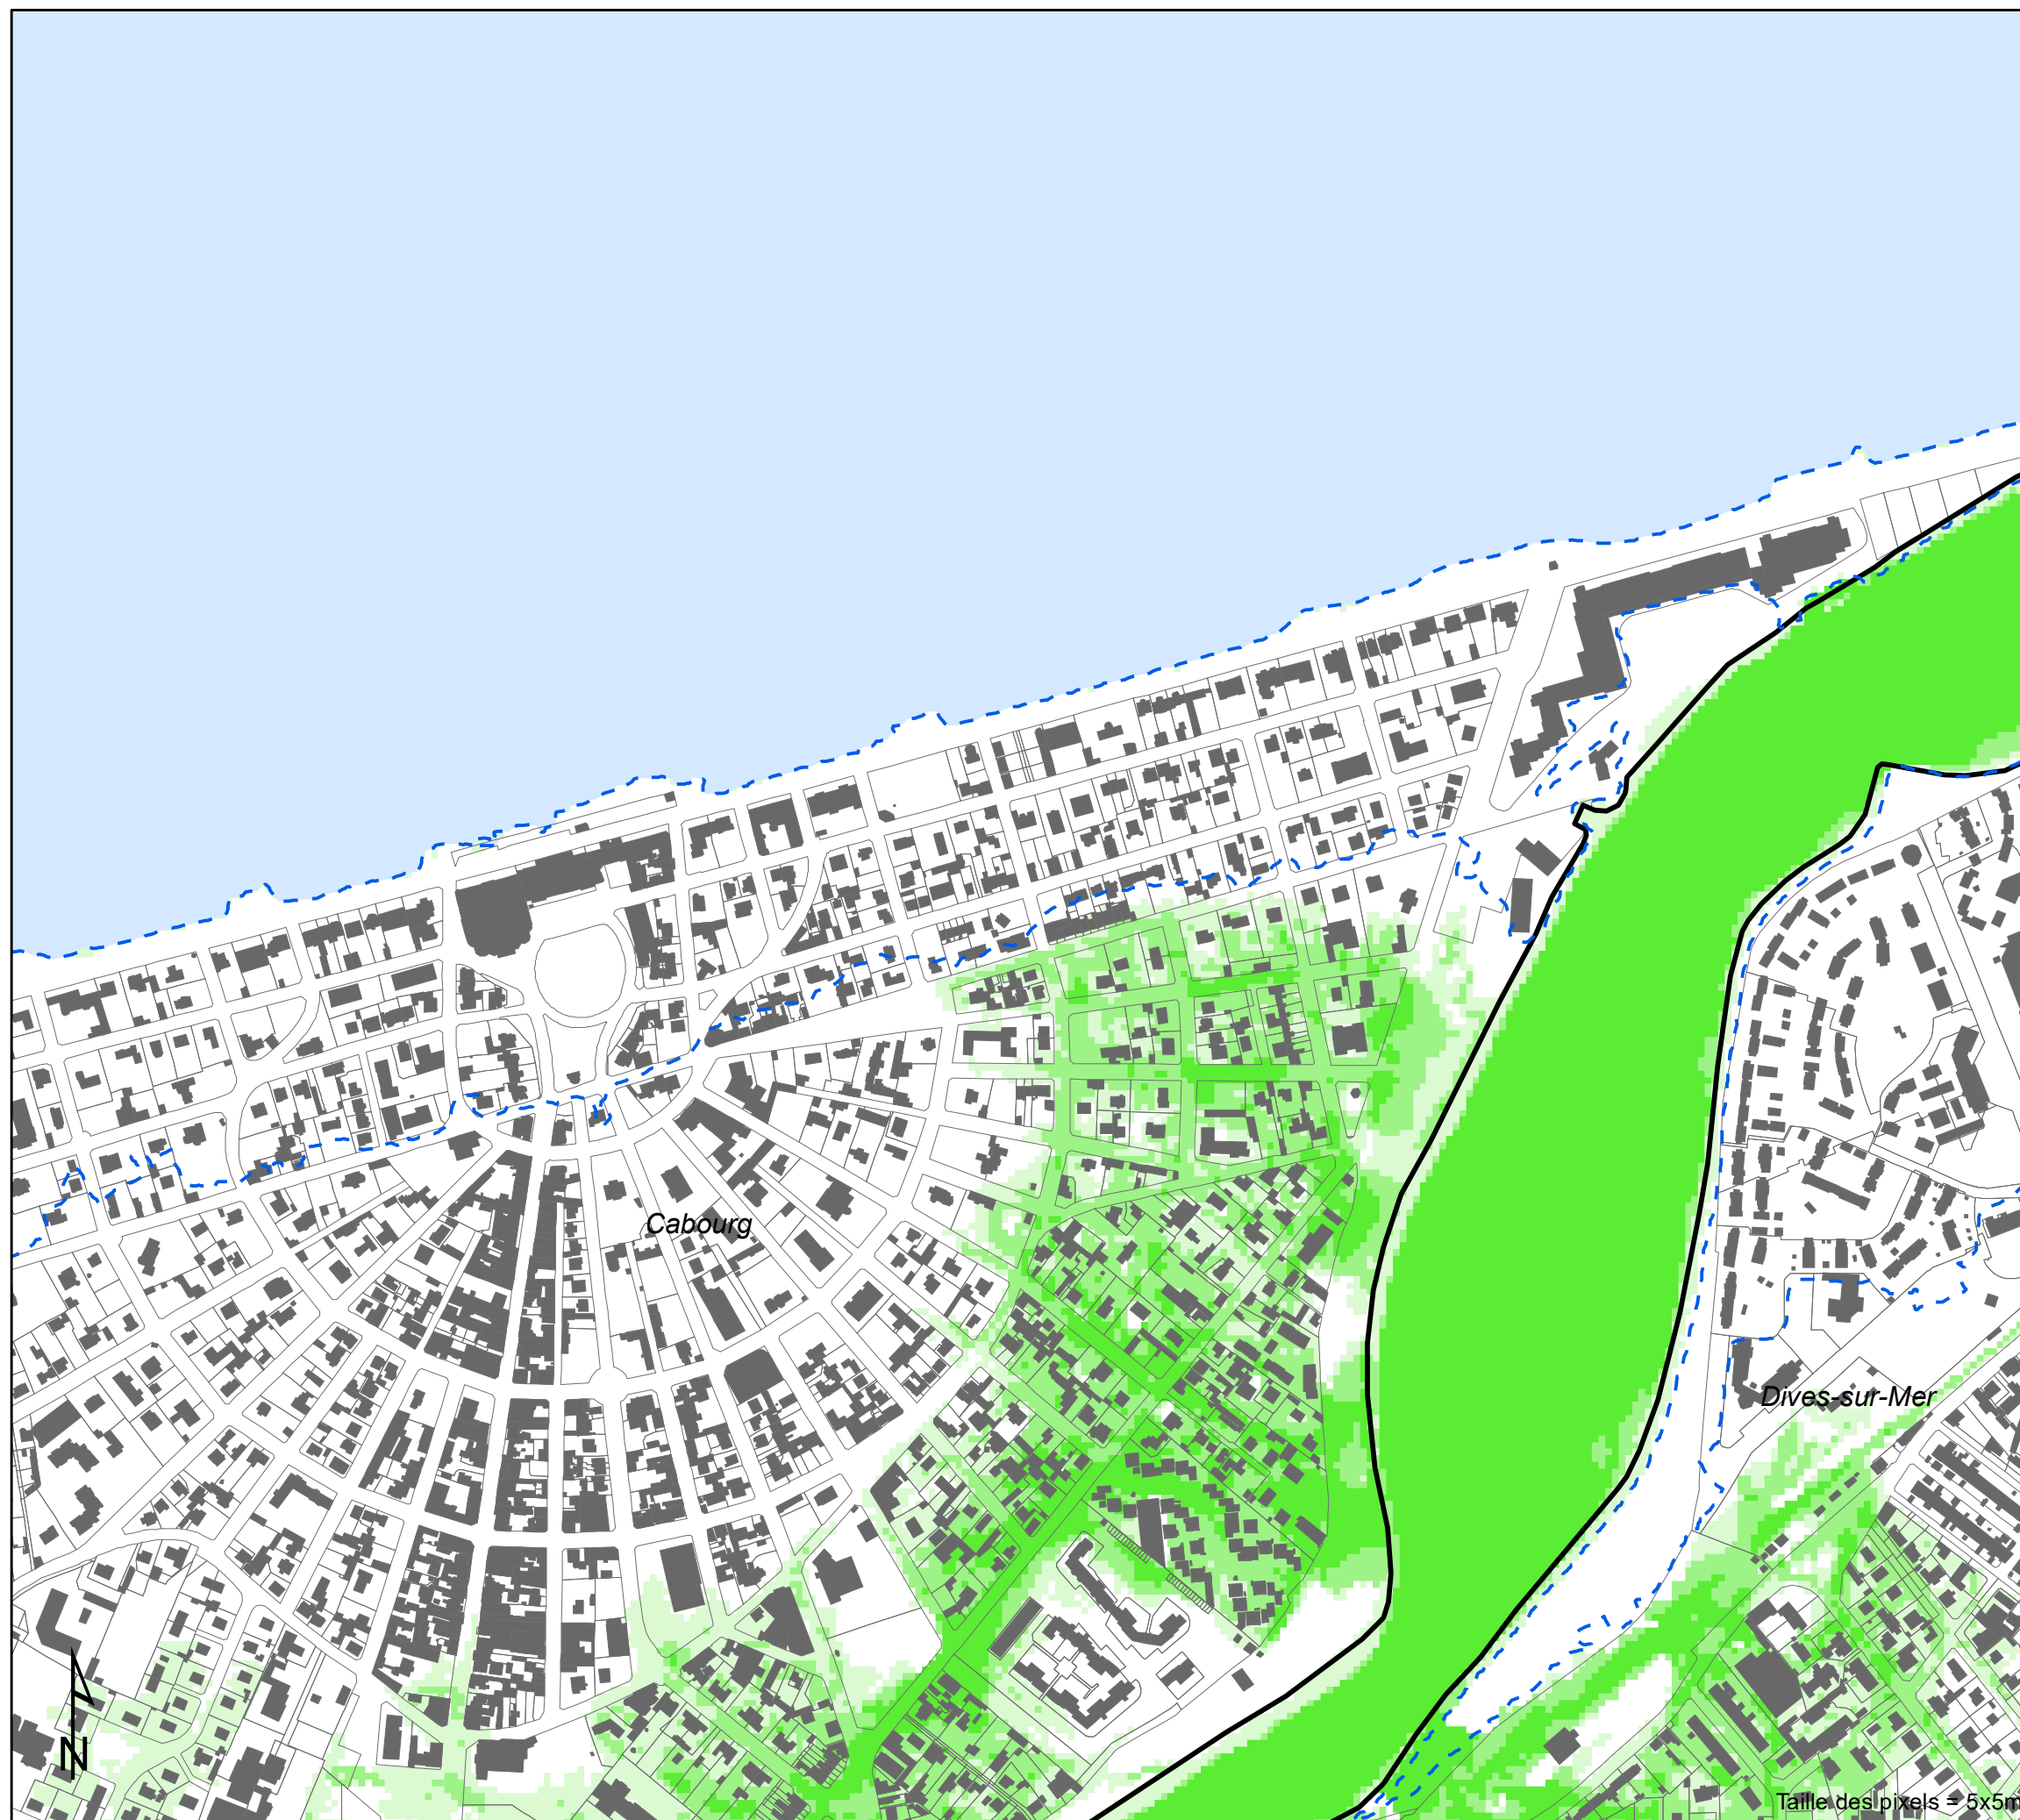 Cabourg
Dives-sur-Mer
N
Taille des pixels = 5x5m